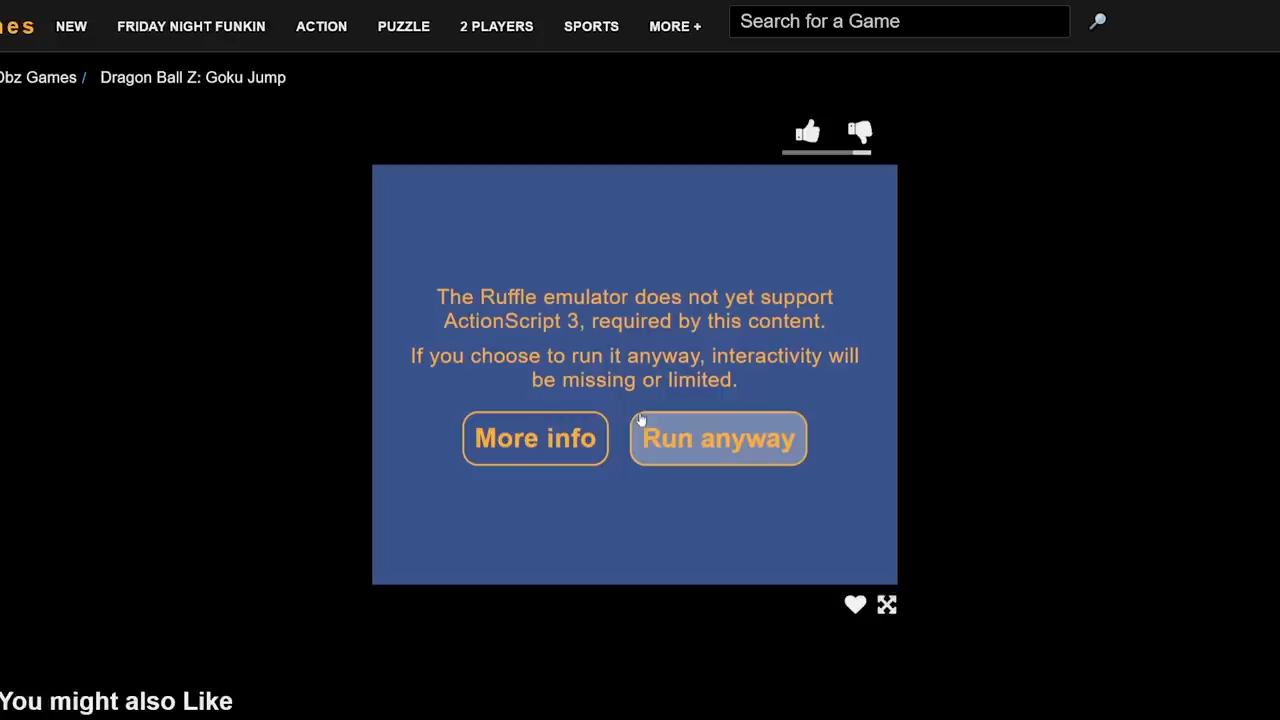 NEW FRIDAY NIGHT FUNKIN ACTION PUZZLE 2 PLAYERS SPORTS MORE + Search for a Game
Games / Dragon Ball Z: Goku Jump
The Ruffle emulator does not yet support
ActionScript 3, required by this content.
If you choose to run it anyway, interactivity will
be missing or limited.
More info Run anyway
You might also Like